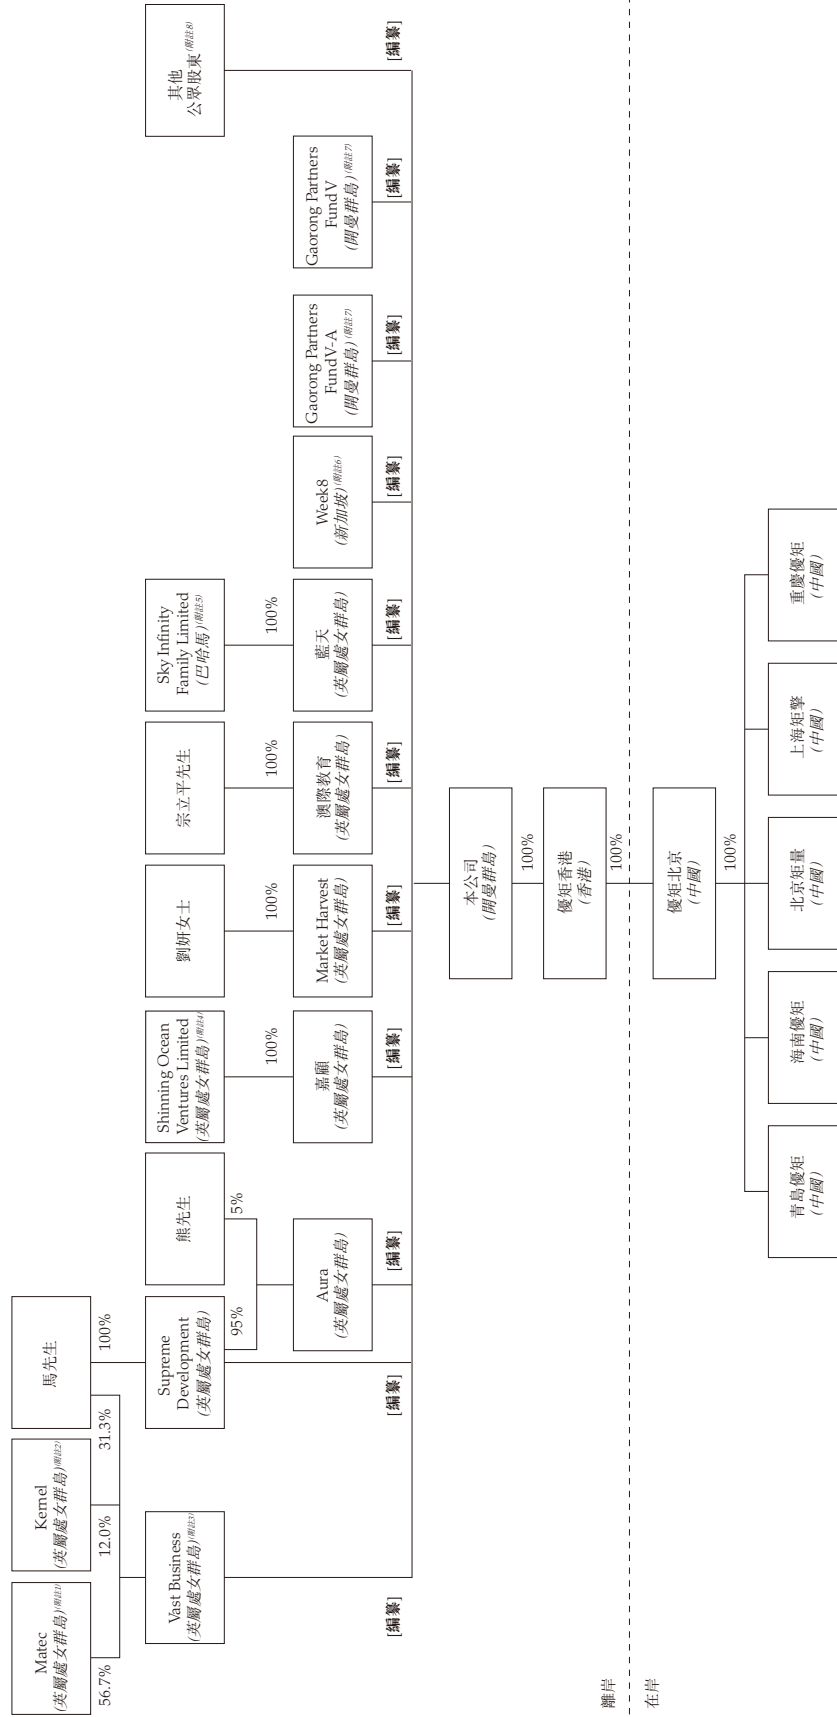 Matec
(英屬處女群島)(附註1)
Kernel
(英屬處女群島)(附註2)
馬先生
56.7%
12.0%
31.3%
100%
Vast Business
(英屬處女群島)(附註3)
Supreme
Development
(英屬處女群島)
熊先生
Shinning Ocean
Ventures Limited
(英屬處女群島)(附註4)
劉妍女士
宗立平先生
Sky Infinity
Family Limited
(巴哈馬)(附註5)
其他
公眾股東(附註8)
95%
5%
100%
100%
100%
100%
Aura
(英屬處女群島)
嘉顧
(英屬處女群島)
Market Harvest
(英屬處女群島)
澳際教育
(英屬處女群島)
藍天
(英屬處女群島)
Week8
(新加坡)(附註6)
Gaorong Partners
FundV-A
(開曼群島)(附註7)
Gaorong Partners
FundV
(開曼群島)(附註7)
[編纂]
[編纂]
[編纂]
[編纂]
[編纂]
[編纂]
[編纂]
[編纂]
[編纂]
[編纂]
[編纂]
本公司
(開曼群島)
100%
優矩香港
(香港)
100%
離岸
在岸
優矩北京
(中國)
100%
青島優矩
(中國)
海南優矩
(中國)
北京矩量
(中國)
上海矩擎
(中國)
重慶優矩
(中國)